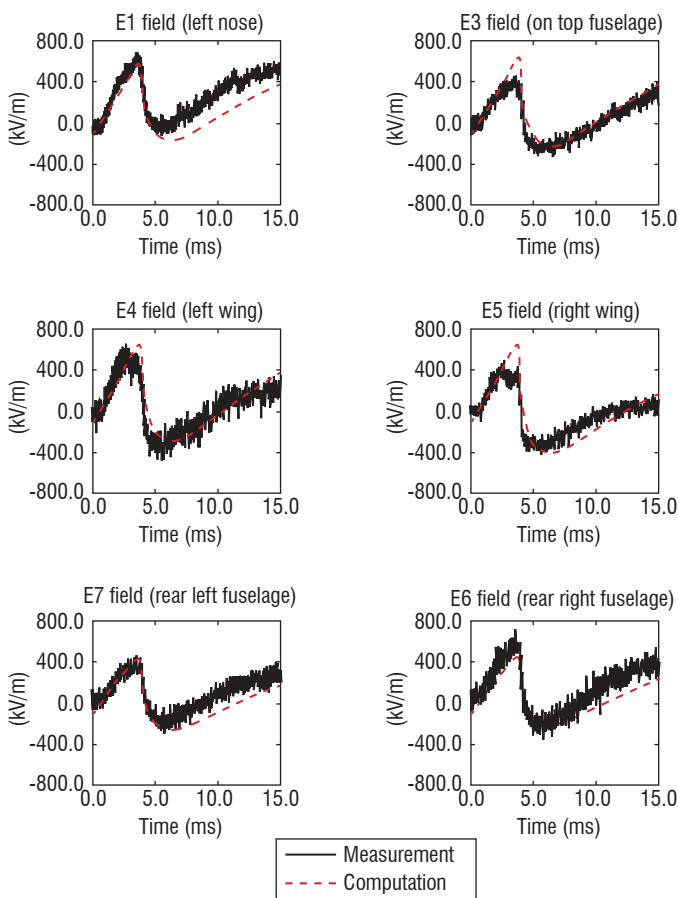 E1 field (left nose)
800.0
400.0
0.0
-400.0
-800.0
(kV/m)
0.0 5.0 10.0 15.0
Time (ms)
E3 field (on top fuselage)
800.0
400.0
0.0
-400.0
-800.0
(kV/m)
0.0 5.0 10.0 15.0
Time (ms)
E4 field (left wing)
800.0
400.0
0.0
-400.0
-800.0
(kV/m)
0.0 5.0 10.0 15.0
Time (ms)
E5 field (right wing)
800.0
400.0
0.0
-400.0
-800.0
(kV/m)
0.0 5.0 10.0 15.0
Time (ms)
E7 field (rear left fuselage)
800.0
400.0
0.0
-400.0
-800.0
(kV/m)
0.0 5.0 10.0 15.0
Time (ms)
E6 field (rear right fuselage)
800.0
400.0
0.0
-400.0
-800.0
(kV/m)
0.0 5.0 10.0 15.0
Time (ms)
Measurement
Computation